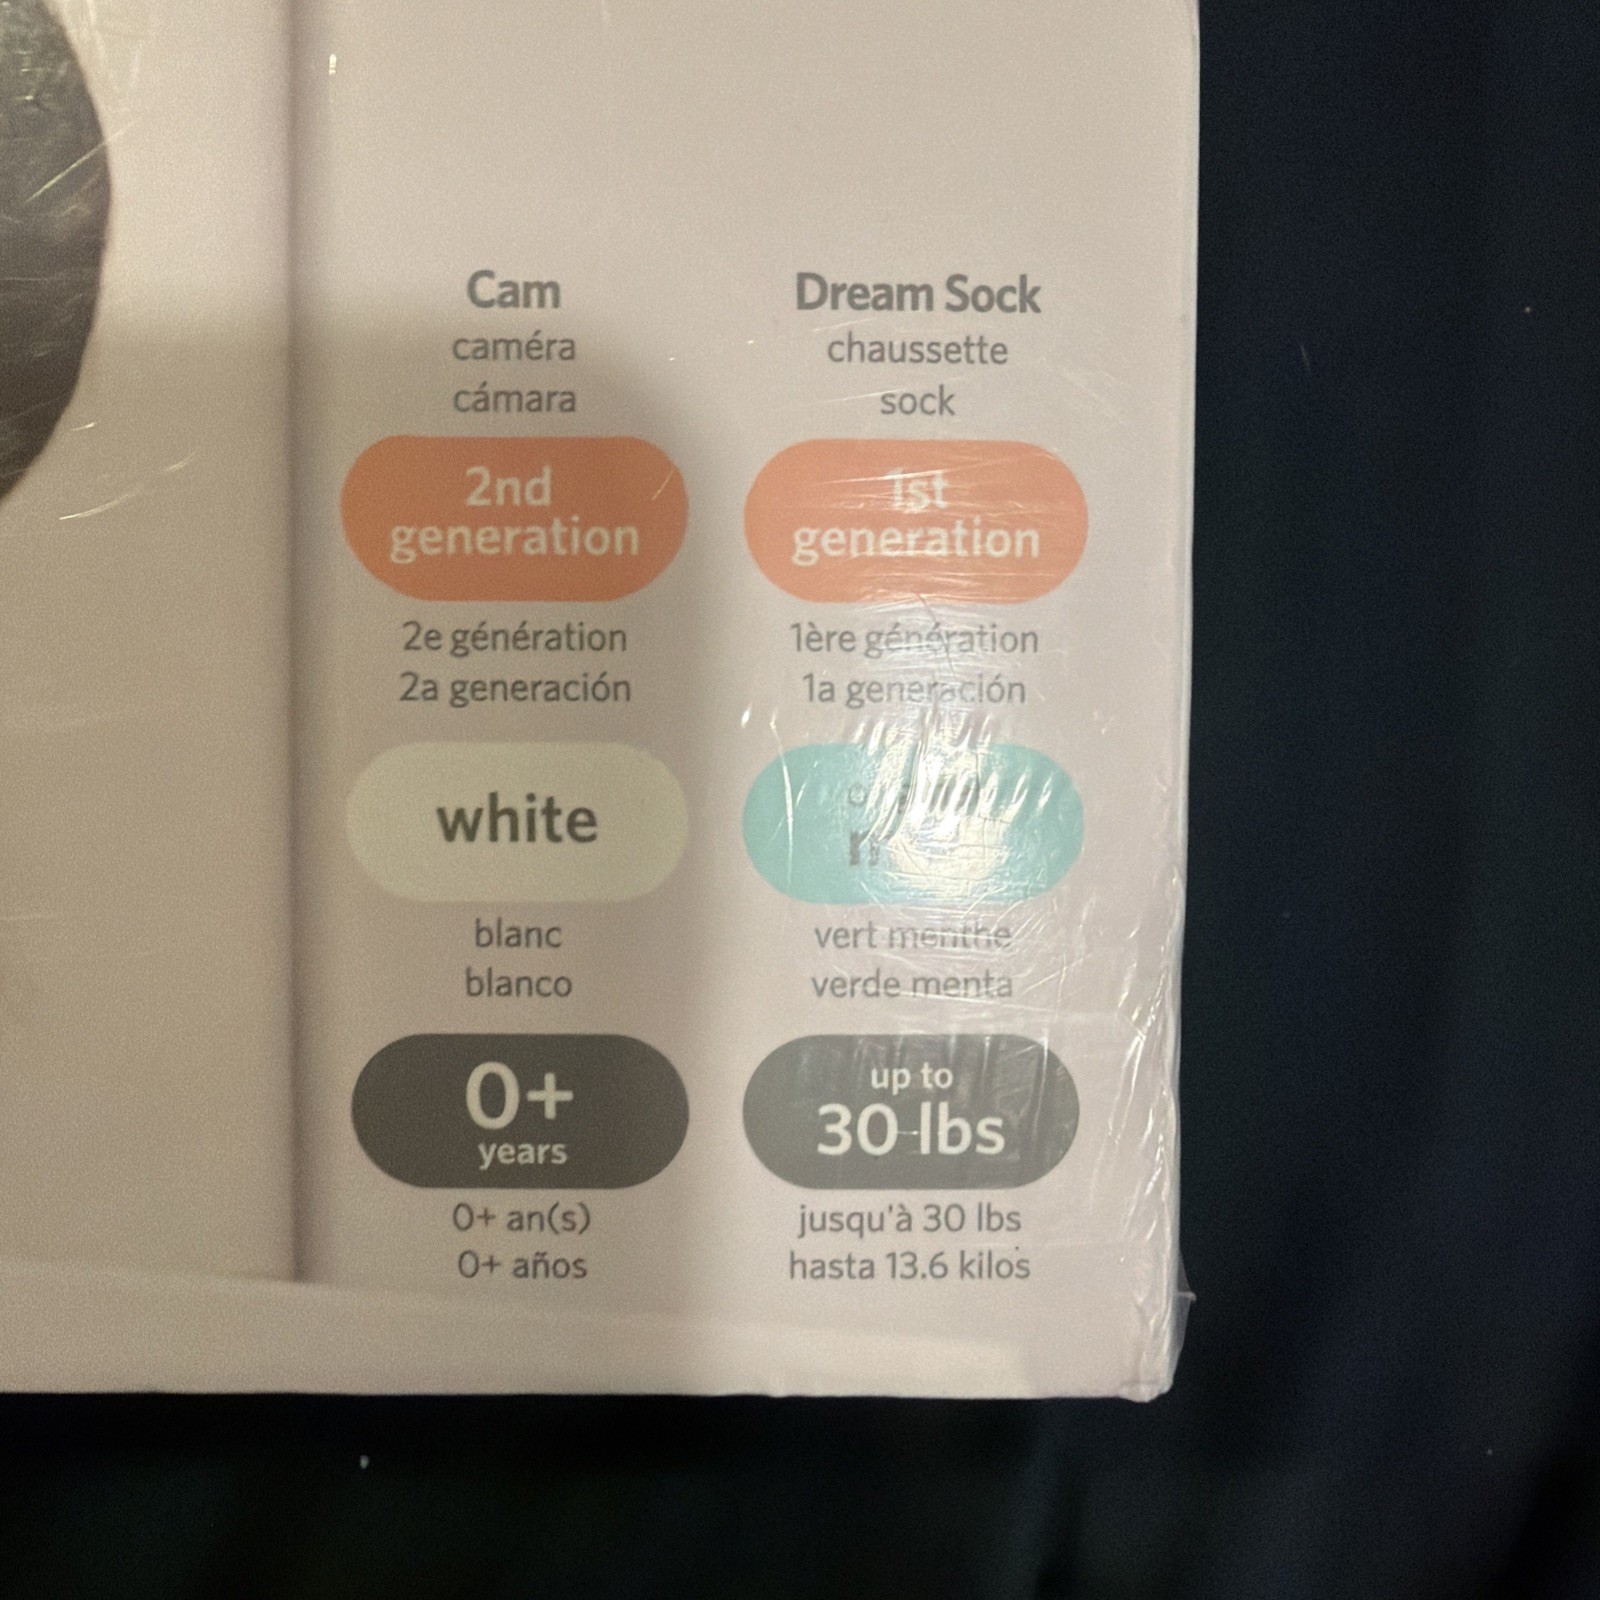 Cam
caméra
cámara
2nd
generation
2e génération
2a generación
white
blanc
blanco
0+
years
0+ an(s)
0+ años
Dream Sock
chaussette
sock
1st
generation
1ère génération
1a generación
vert menthe
verde menta
up to
30 lbs
jusqu'à 30 lbs
hasta 13.6 kilos